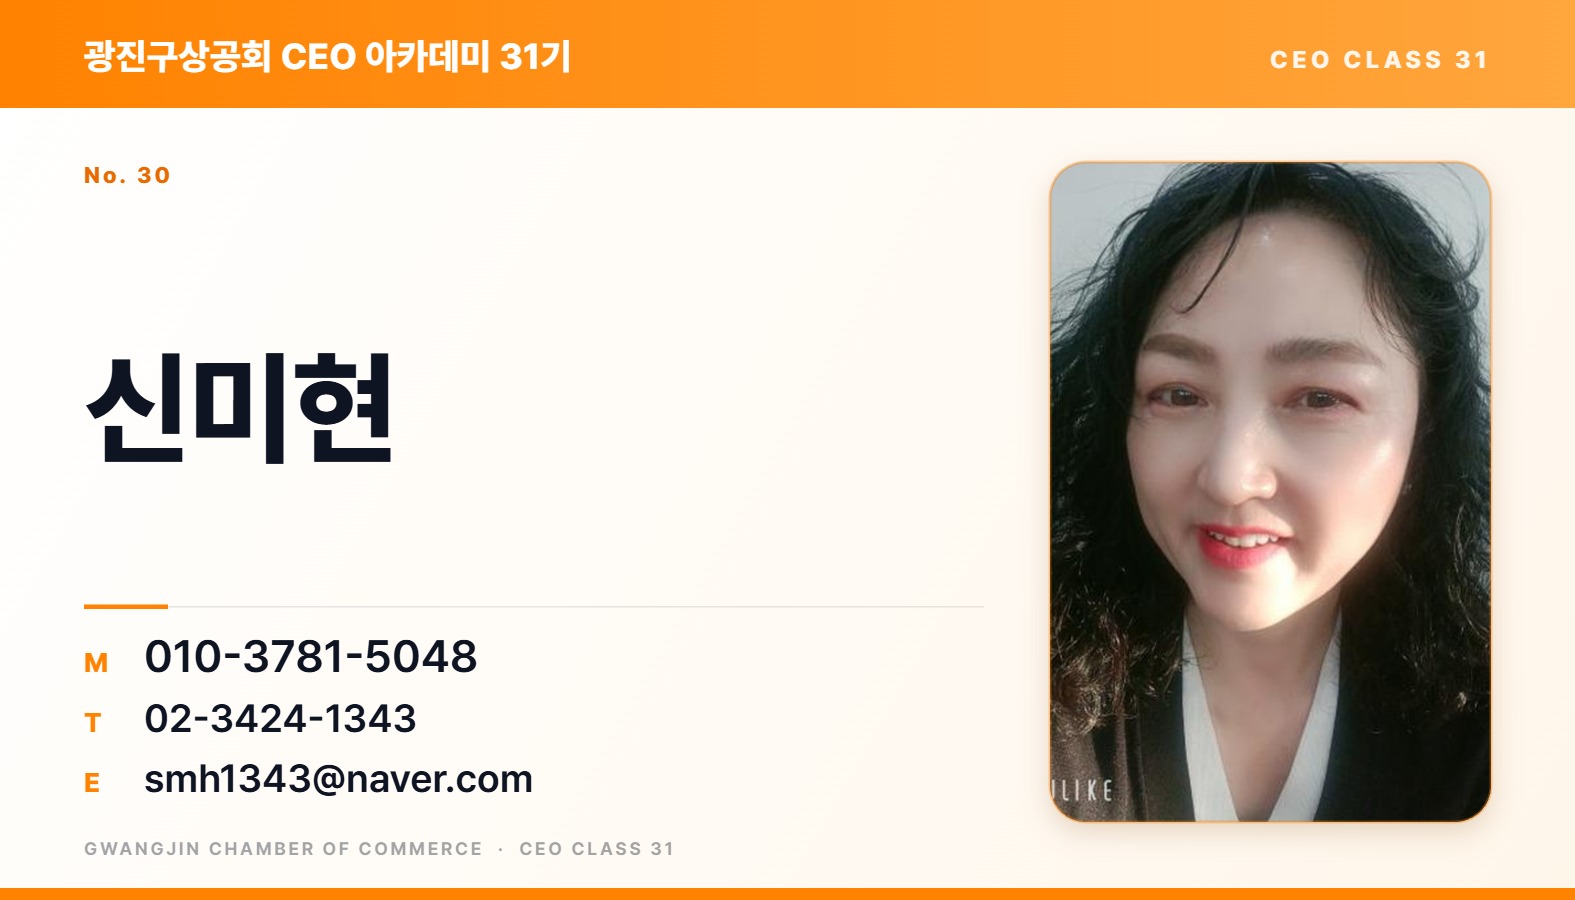 광진구상공회 CEO 아카데미 31기
CEO CLASS 31
No. 30
신미현
M 010-3781-5048
T 02-3424-1343
E smh1343@naver.com
GWANGJIN CHAMBER OF COMMERCE · CEO CLASS 31
LIKE